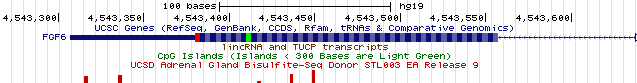 100 bases hg19
4,543,300 4,543,350 4,543,400 4,543,450 4,543,500 4,543,550 4,543,600
UCSC Genes (RefSeq, GenBank, CCDS, Rfam, tRNAs & Comparative Genomics)
FGF6
lincRNA and TUCP transcripts
CpG Islands (Islands < 300 Bases are Light Green)
UCSD Adrenal Gland Bisulfite-Seq Donor STL003 EA Release 9